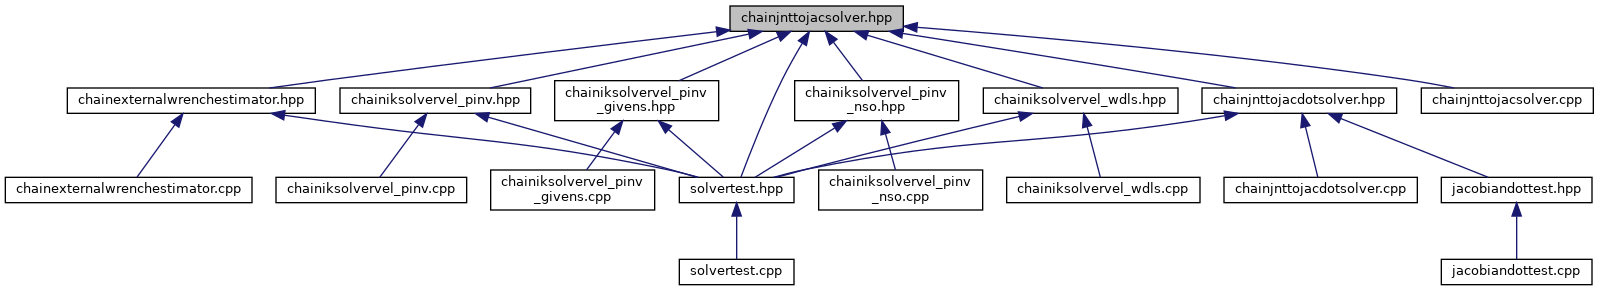 chainjnttojacsolver.hpp
chainexternalwrenchestimator.hpp
chainiksolvervel_pinv.hpp
chainiksolvervel_pinv
_givens.hpp
chainiksolvervel_pinv
_nso.hpp
chainiksolvervel_wdls.hpp
chainjnttojacdotsolver.hpp
chainjnttojacsolver.cpp
chainexternalwrenchestimator.cpp
chainiksolvervel_pinv.cpp
chainiksolvervel_pinv
_givens.cpp
solvertest.hpp
chainiksolvervel_pinv
_nso.cpp
chainiksolvervel_wdls.cpp
chainjnttojacdotsolver.cpp
jacobiandottest.hpp
solvertest.cpp
jacobiandottest.cpp